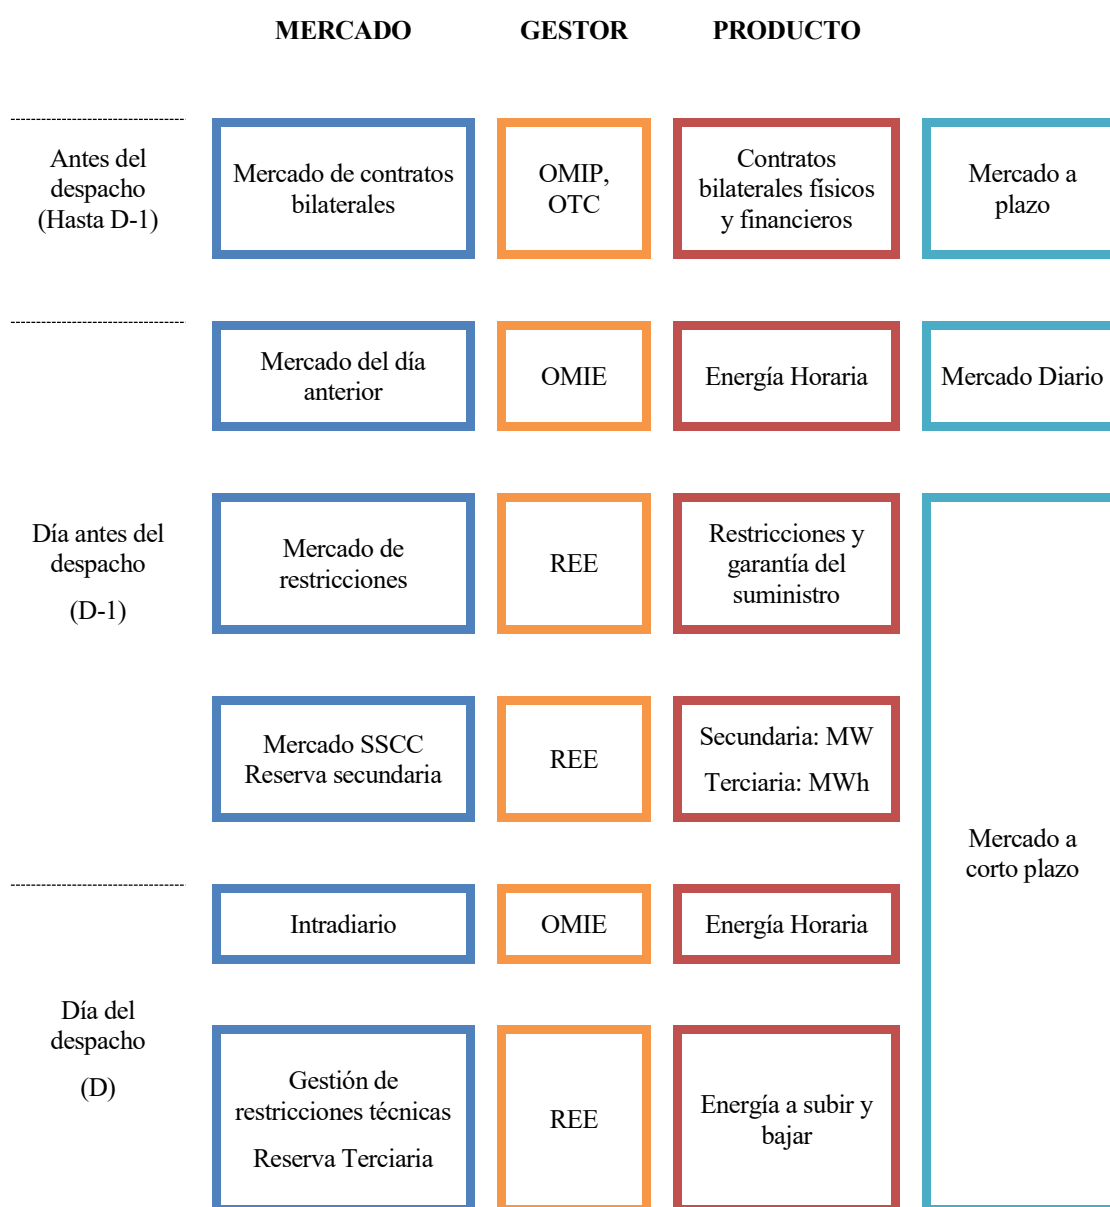 MERCADO
GESTOR
PRODUCTO
Antes del
despacho
(Hasta D-1)
Mercado de contratos
bilaterales
OMIP,
OTC
Contratos
bilaterales físicos
y financieros
Mercado a
plazo
Mercado del día
anterior
OMIE
Energía Horaria
Mercado Diario
Día antes del
despacho
(D-1)
Mercado de
restricciones
REE
Restricciones y
garantía del
suministro
Mercado SSCC
Reserva secundaria
REE
Secundaria: MW
Terciaria: MWh
Mercado a
corto plazo
Intradiario
OMIE
Energía Horaria
Día del
despacho
(D)
Gestión de
restricciones técnicas
Reserva Terciaria
REE
Energía a subir y
bajar